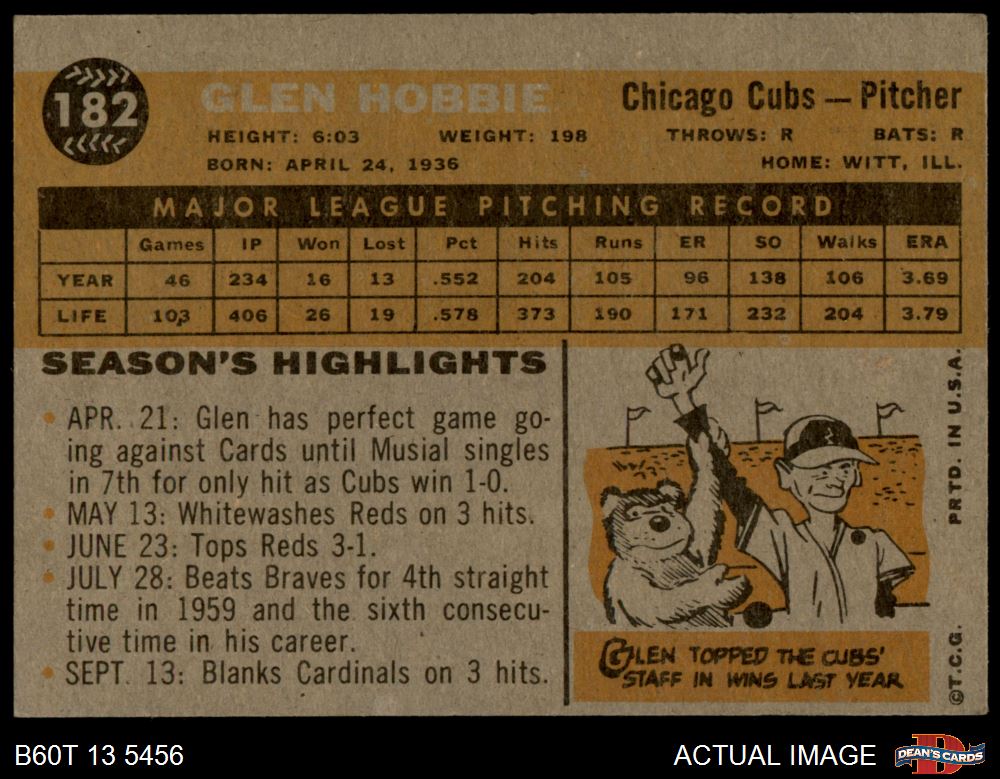 182
GLEN HOBBIE
Chicago Cubs — Pitcher
HEIGHT: 6:03 WEIGHT: 198 THROWS: R BATS: R
BORN: APRIL 24, 1936 HOME: WITT, ILL.
MAJOR LEAGUE PITCHING RECORD
Games IP Won Lost Pct Hits Runs ER SO Walks ERA
YEAR 46 234 16 13 .552 204 105 96 138 106 3.69
LIFE 103 406 26 19 .578 373 190 171 232 204 3.79
SEASON'S HIGHLIGHTS
• APR. 21: Glen has perfect game go-
ing against Cards until Musial singles
in 7th for only hit as Cubs win 1-0.
• MAY 13: Whitewashes Reds on 3 hits.
• JUNE 23: Tops Reds 3-1.
• JULY 28: Beats Braves for 4th straight
time in 1959 and the sixth consecu-
tive time in his career.
• SEPT. 13: Blanks Cardinals on 3 hits.
GLEN TOPPED THE CUBS'
STAFF IN WINS LAST YEAR
©T.C.G. PRTD. IN U.S.A.
B60T 13 5456
ACTUAL IMAGE
DEAN'S CARDS